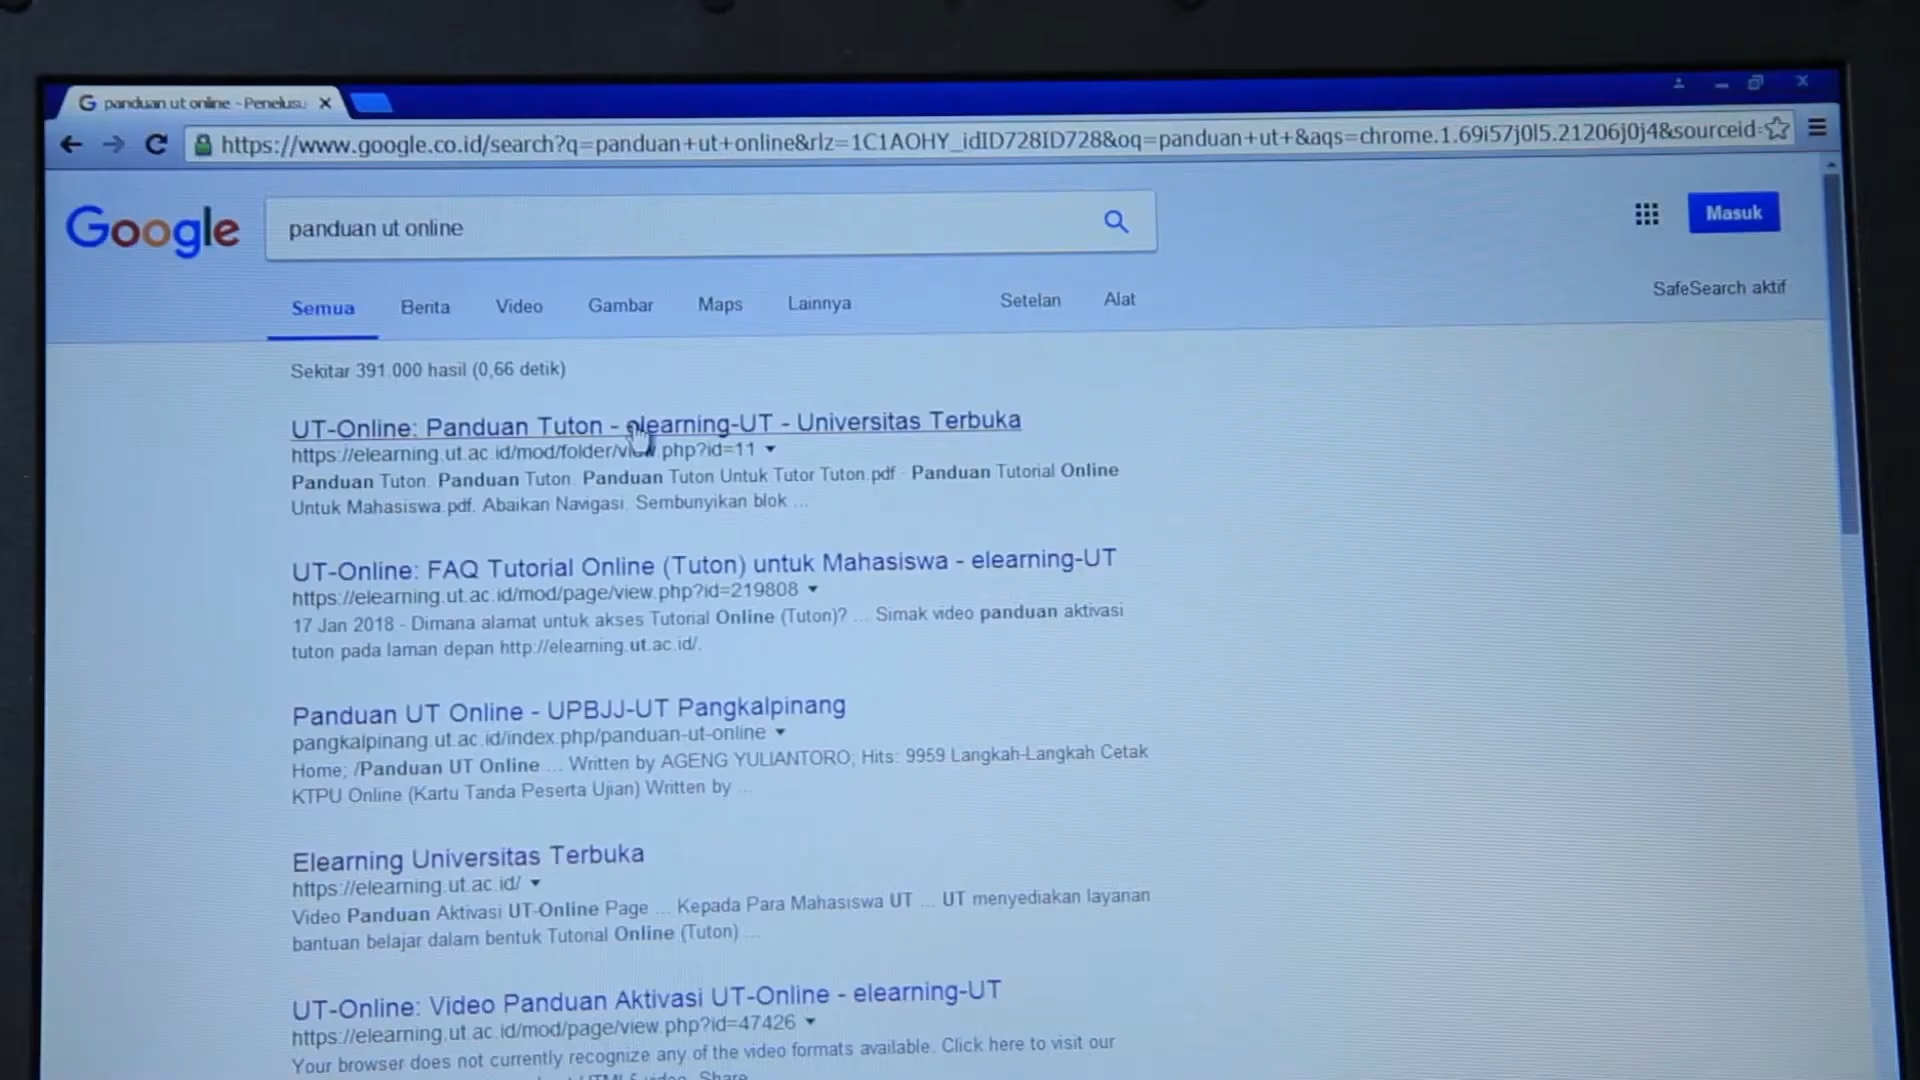 panduan ut online - Penelusu
https://www.google.co.id/search?q=panduan+ut+online&rlz=1C1AOHY_idID728ID728&oq=panduan+ut+&aqs=chrome.1.69i57j0l5.21206j0j4&sourceid=
Google
panduan ut online
Masuk
Semua Berita Video Gambar Maps Lainnya Setelan Alat
SafeSearch aktif
Sekitar 391.000 hasil (0,66 detik)
UT-Online: Panduan Tuton - elearning-UT - Universitas Terbuka
https://elearning.ut.ac.id/mod/folder/view.php?id=11
Panduan Tuton. Panduan Tuton. Panduan Tuton Untuk Tutor Tuton.pdf · Panduan Tutorial Online
Untuk Mahasiswa.pdf. Abaikan Navigasi. Sembunyikan blok ...
UT-Online: FAQ Tutorial Online (Tuton) untuk Mahasiswa - elearning-UT
https://elearning.ut.ac.id/mod/page/view.php?id=219808
17 Jan 2018 - Dimana alamat untuk akses Tutorial Online (Tuton)? ... Simak video panduan aktivasi
tuton pada laman depan http://elearning.ut.ac.id/.
Panduan UT Online - UPBJJ-UT Pangkalpinang
pangkalpinang.ut.ac.id/index.php/panduan-ut-online
Home; /Panduan UT Online ... Written by AGENG YULIANTORO; Hits: 9959 Langkah-Langkah Cetak
KTPU Online (Kartu Tanda Peserta Ujian) Written by ...
Elearning Universitas Terbuka
https://elearning.ut.ac.id/
Video Panduan Aktivasi UT-Online Page ... Kepada Para Mahasiswa UT ... UT menyediakan layanan
bantuan belajar dalam bentuk Tutorial Online (Tuton) ...
UT-Online: Video Panduan Aktivasi UT-Online - elearning-UT
https://elearning.ut.ac.id/mod/page/view.php?id=47426
Your browser does not currently recognize any of the video formats available. Click here to visit our
HTML5 video. Share